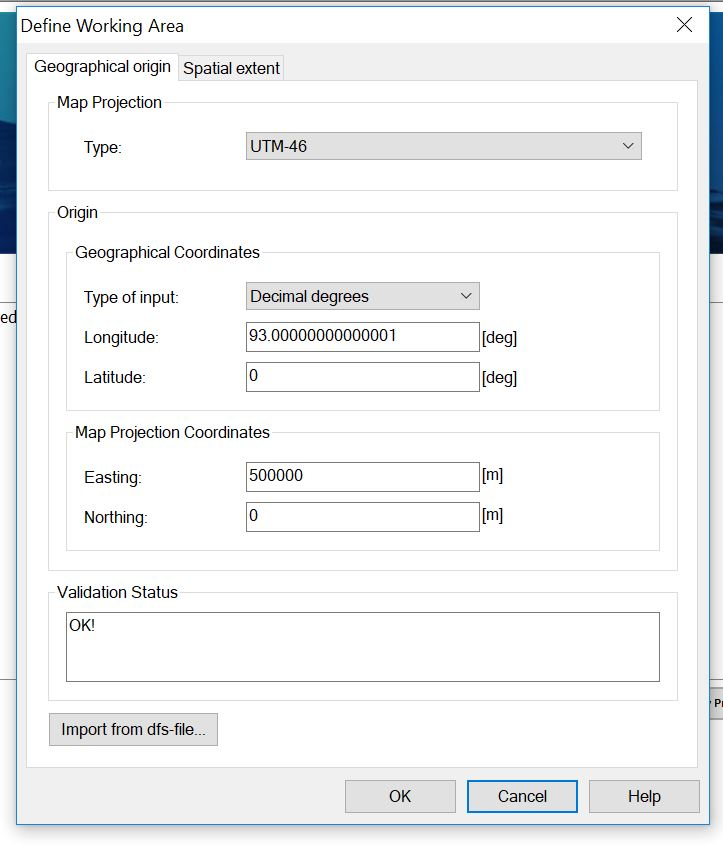 Define Working Area
Geographical origin
Spatial extent
Map Projection
Type:
UTM-46
Origin
Geographical Coordinates
Type of input:
Decimal degrees
Longitude:
93.00000000000001
[deg]
Latitude:
0
[deg]
Map Projection Coordinates
Easting:
500000
[m]
Northing:
0
[m]
Validation Status
OK!
Import from dfs-file...
OK
Cancel
Help
ed